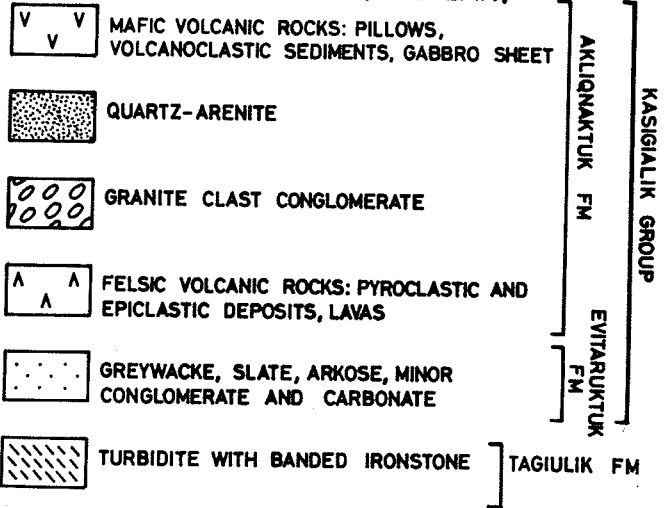 MAFIC VOLCANIC ROCKS: PILLOWS,
VOLCANOCLASTIC SEDIMENTS, GABBRO SHEET
QUARTZ-ARENITE
GRANITE CLAST CONGLOMERATE
FELSIC VOLCANIC ROCKS: PYROCLASTIC AND
EPICLASTIC DEPOSITS, LAVAS
AKLIQNAKTUK FM
GREYWACKE, SLATE, ARKOSE, MINOR
CONGLOMERATE AND CARBONATE
EVITARUKTUK
FM
KASIGIALIK GROUP
TURBIDITE WITH BANDED IRONSTONE
TAGIULIK FM